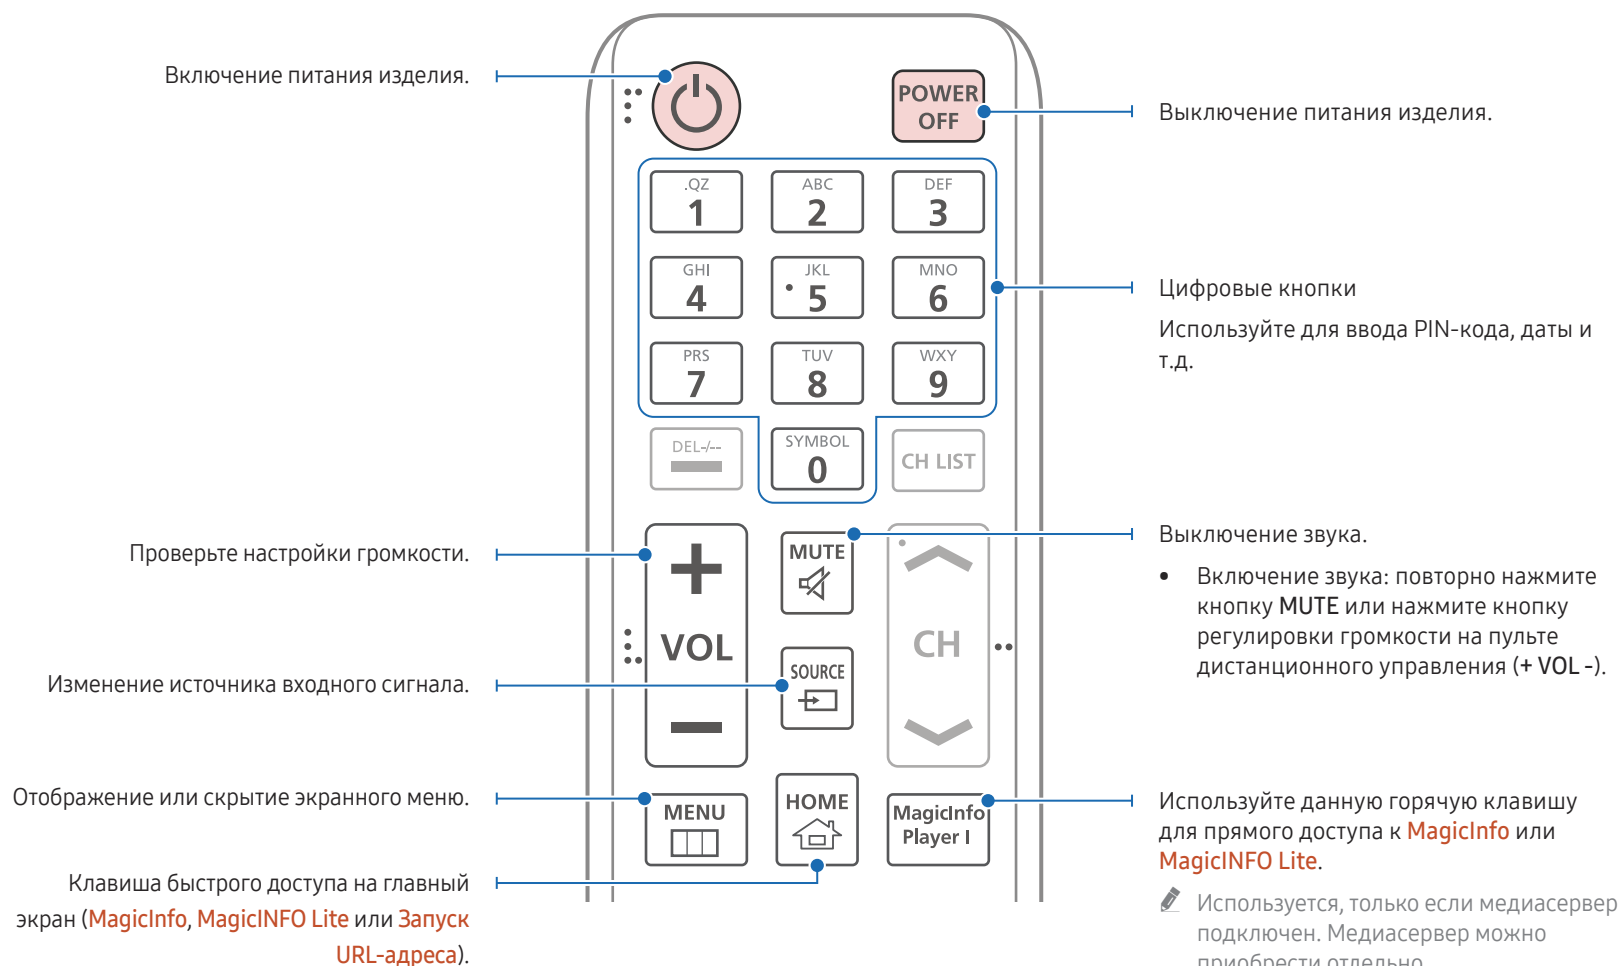 Включение питания изделия.
POWER
OFF
Выключение питания изделия.
.QZ
1
ABC
2
DEF
3
GHI
4
JKL
5
MNO
6
Цифровые кнопки
Используйте для ввода PIN-кода, даты и
т.д.
PRS
7
TUV
8
WXY
9
DEL-/--
SYMBOL
0
CH LIST
Проверьте настройки громкости.
VOL
MUTE
CH
Выключение звука.
• Включение звука: повторно нажмите
кнопку MUTE или нажмите кнопку
регулировки громкости на пульте
дистанционного управления (+ VOL -).
Изменение источника входного сигнала.
SOURCE
Отображение или скрытие экранного меню.
MENU
HOME
MagicInfo
Player I
Используйте данную горячую клавишу
для прямого доступа к MagicInfo или
MagicINFO Lite.
Клавиша быстрого доступа на главный
экран (MagicInfo, MagicINFO Lite или Запуск
URL-адреса).
Используется, только если медиасервер
подключен. Медиасервер можно
приобрести отдельно